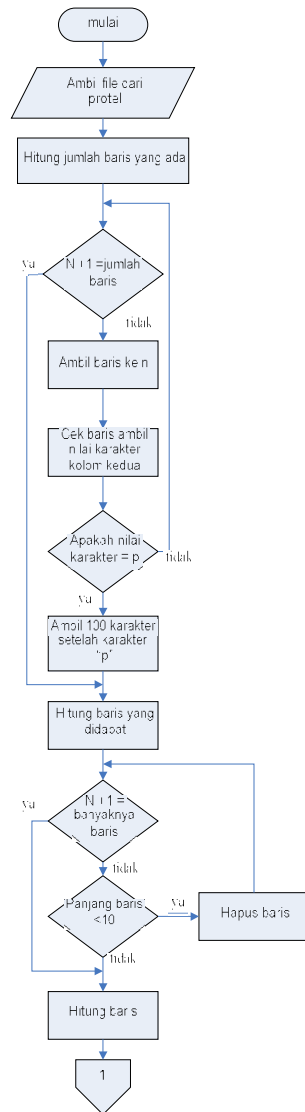 mulai
Ambil file dari
protel
Hitung jumlah baris yang ada
N +1 =jumlah
baris
ya
tidak
Ambil baris ke n
Cek baris ambil
nilai karakter
kolom kedua
Apakah nilai
karakter = p
tidak
ya
Ambil 100 karakter
setelah karakter
"p"
Hitung baris yang
didapat
N +1 =
banyaknya
baris
ya
tidak
Panjang baris
<10
ya
Hapus baris
tidak
Hitung baris
1